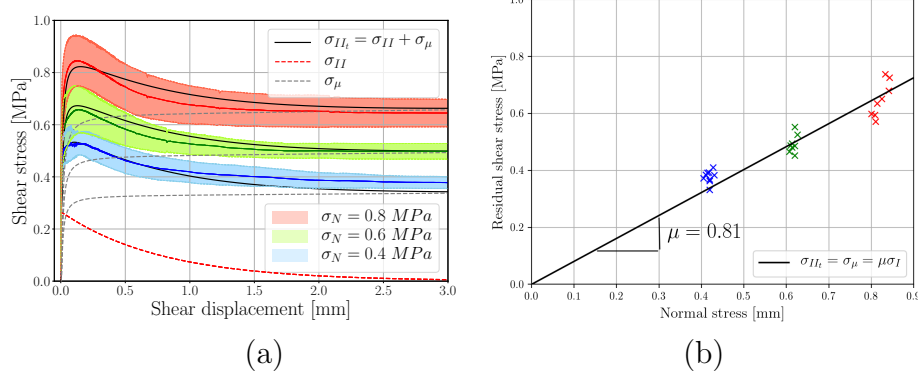 1.0
0.8
0.6
0.4
0.2
0.0
Shear stress [MPa]
σ_{II_t} = σ_{II} + σ_μ
σ_{II}
σ_μ
σ_N = 0.8 MPa
σ_N = 0.6 MPa
σ_N = 0.4 MPa
0.0 0.5 1.0 1.5 2.0 2.5 3.0
Shear displacement [mm]
(a)
0.8
0.6
0.4
0.2
0.0
Residual shear stress [MPa]
μ = 0.81
σ_{II_t} = σ_μ = μσ_I
0.0 0.1 0.2 0.3 0.4 0.5 0.6 0.7 0.8 0.9
Normal stress [mm]
(b)